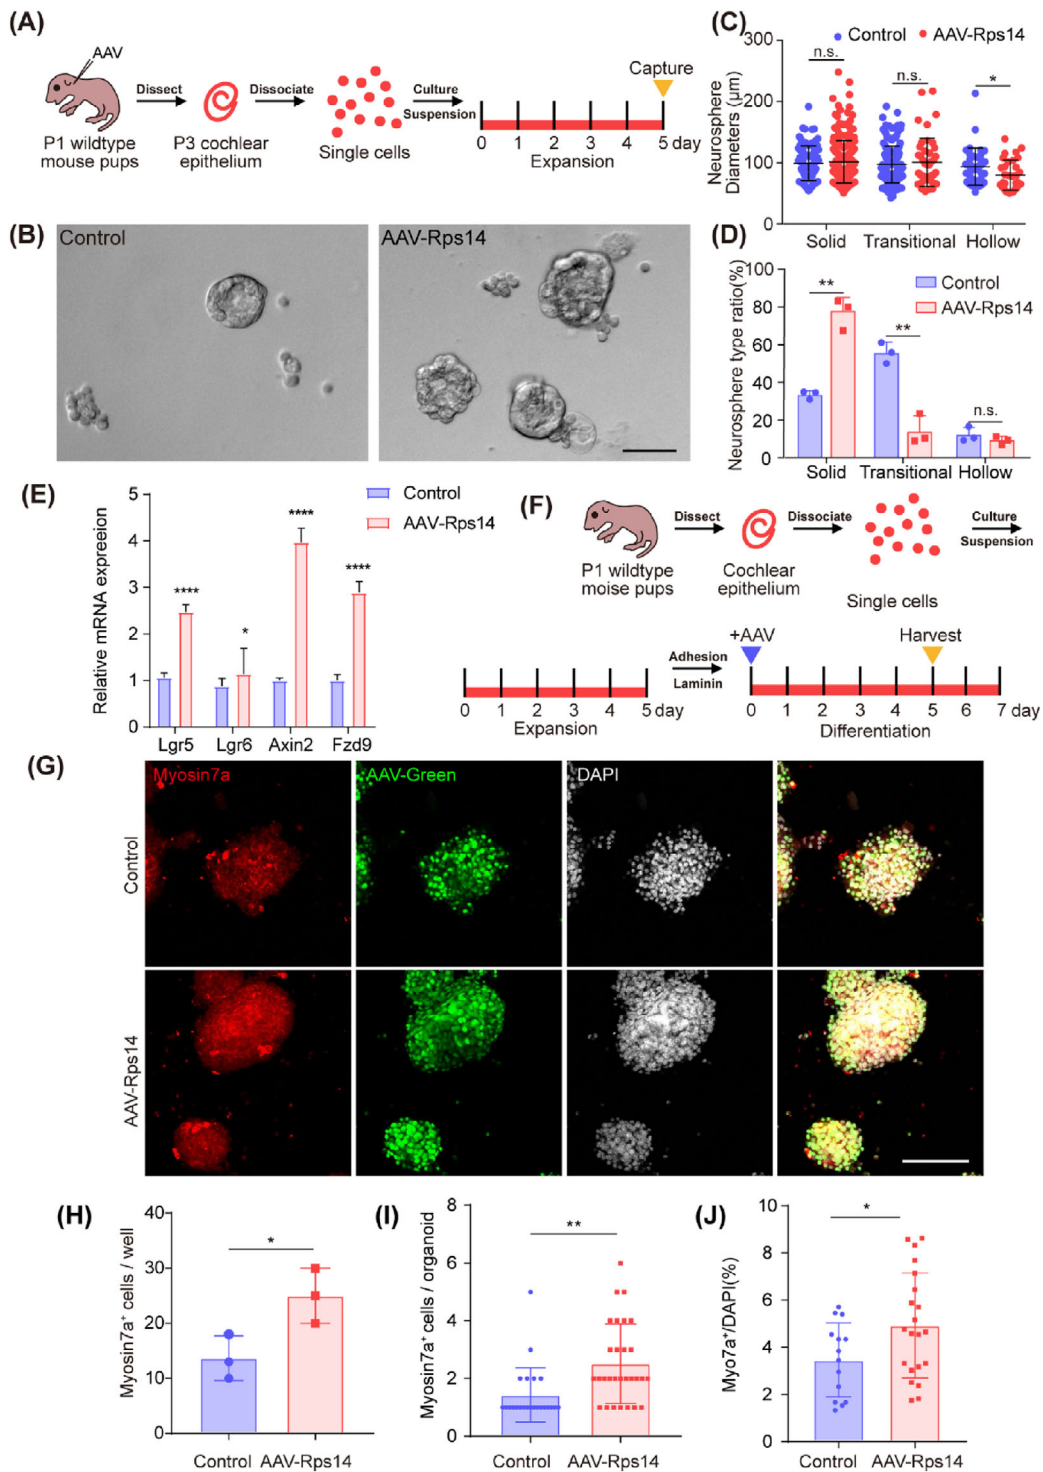 (A)
AAV
Dissect
Dissociate
Culture
Suspension
Capture
P1 wildtype
mouse pups
P3 cochlear
epithelium
Single cells
0 1 2 3 4 5 day
Expansion
(B)
Control
AAV-Rps14
(C)
Control
AAV-Rps14
Neurosphere
Diameters (μm)
300
200
100
0
n.s.
n.s.
*
Solid
Transitional
Hollow
(D)
Neurosphere type ratio(%)
100
80
60
40
20
0
Control
AAV-Rps14
**
**
n.s.
Solid
Transitional
Hollow
(E)
Control
AAV-Rps14
Relative mRNA expreeion
5
4
3
2
1
0
****
*
****
****
Lgr5
Lgr6
Axin2
Fzd9
(F)
Dissect
Dissociate
Culture
Suspension
P1 wildtype
moise pups
Cochlear
epithelium
Single cells
0 1 2 3 4 5 day
Expansion
Adhesion
Laminin
+AAV
Harvest
0 1 2 3 4 5 6 7 day
Differentiation
(G)
Myosin7a
AAV-Green
DAPI
Control
AAV-Rps14
(H)
Myosin7a+ cells / well
40
30
20
10
0
*
Control
AAV-Rps14
(I)
Myosin7a+ cells / organoid
8
6
4
2
0
**
Control
AAV-Rps14
(J)
Myo7a+/DAPI(%)
10
8
6
4
2
0
*
Control
AAV-Rps14